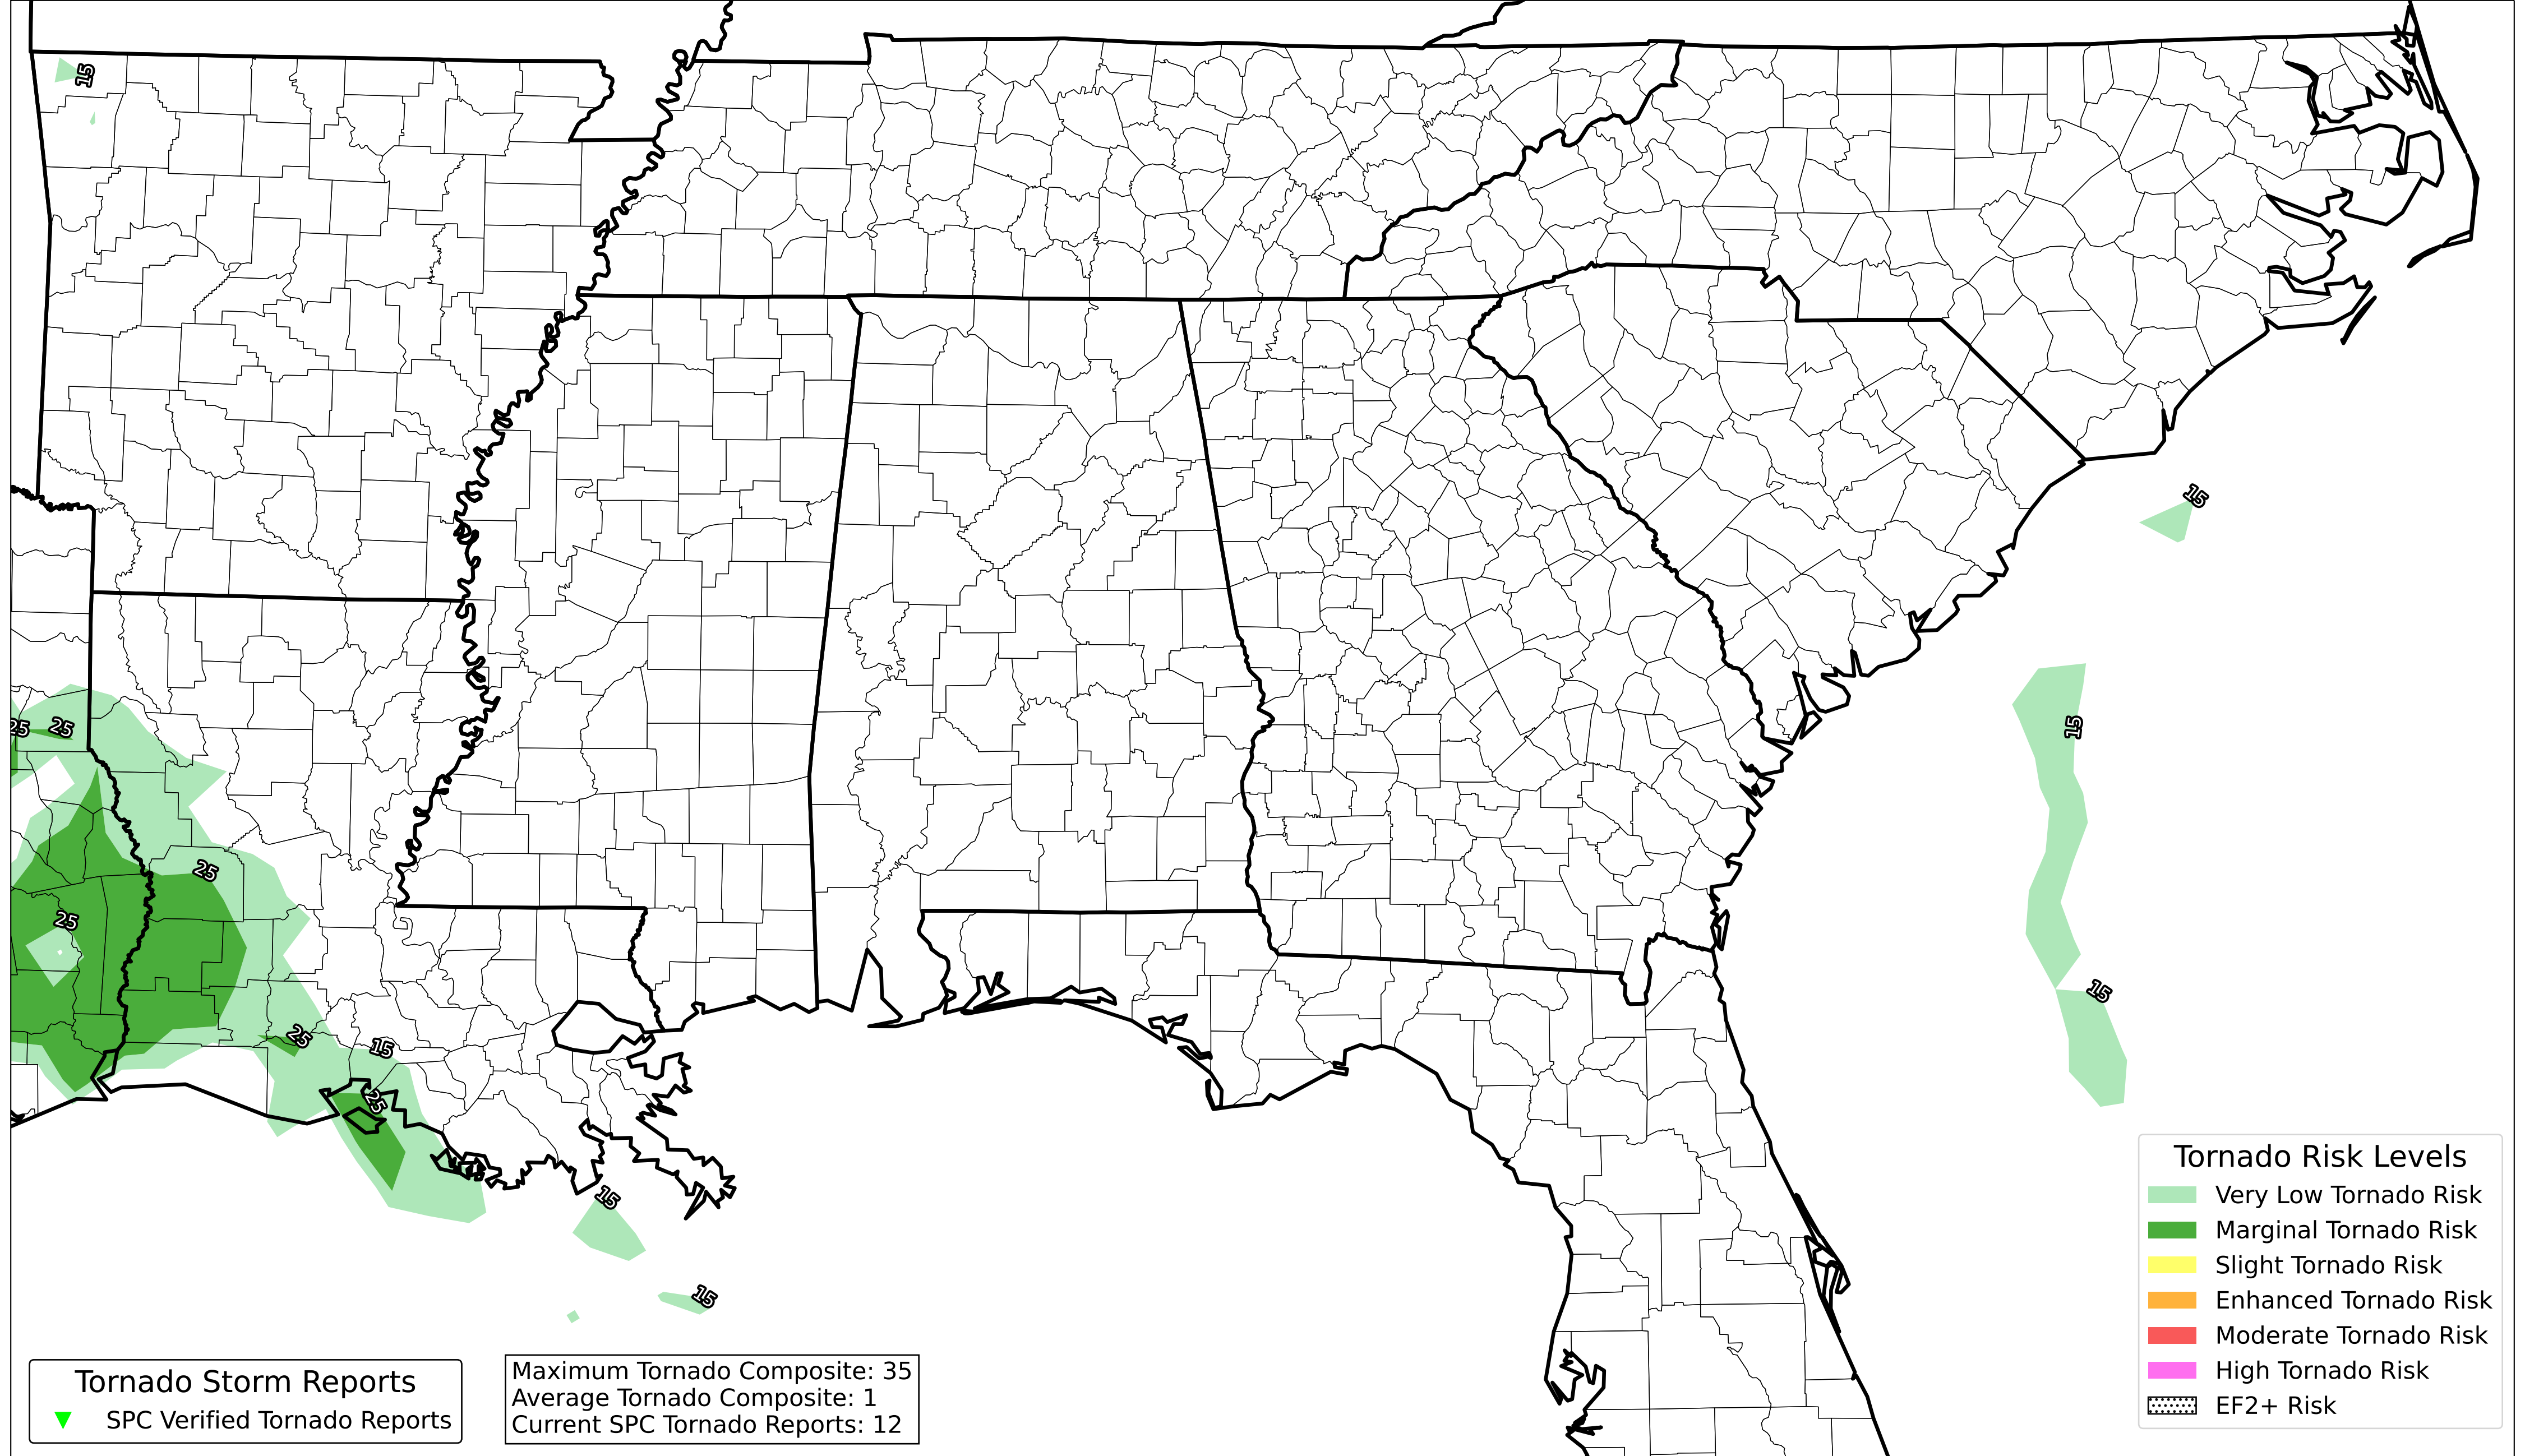 15
15
25
25
15
25
25
15
25
15
25
15
15
Tornado Risk Levels
Very Low Tornado Risk
Marginal Tornado Risk
Slight Tornado Risk
Enhanced Tornado Risk
Moderate Tornado Risk
High Tornado Risk
EF2+ Risk
Tornado Storm Reports
SPC Verified Tornado Reports
Maximum Tornado Composite: 35
Average Tornado Composite: 1
Current SPC Tornado Reports: 12